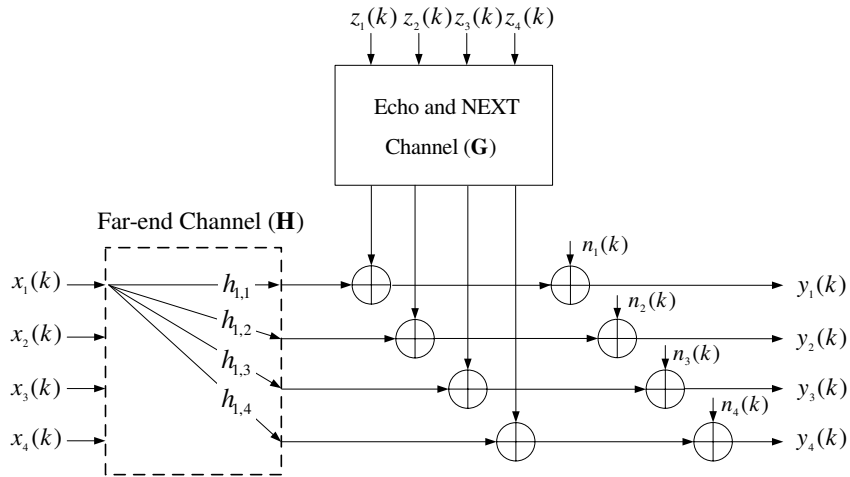 z₁(k) z₂(k) z₃(k) z₄(k)
Echo and NEXT
Channel (G)
Far-end Channel (H)
n₁(k)
x₁(k) h₁,₁ y₁(k)
n₂(k)
x₂(k) h₁,₂ y₂(k)
n₃(k)
x₃(k) h₁,₃ y₃(k)
n₄(k)
h₁,₄
x₄(k) y₄(k)